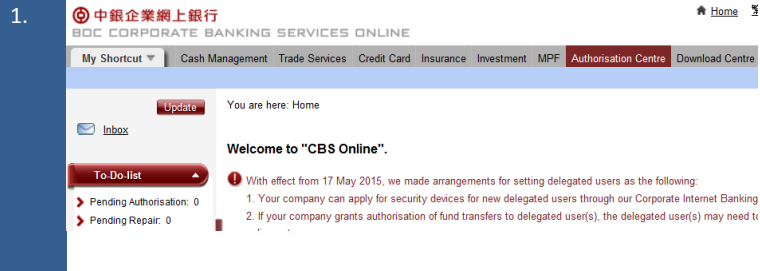 1.
中銀企業網上銀行
BOC CORPORATE BANKING SERVICES ONLINE
Home
My Shortcut Cash Management Trade Services Credit Card Insurance Investment MPF Authorisation Centre Download Centre
Update
You are here: Home
Inbox
Welcome to "CBS Online".
To-Do-list
With effect from 17 May 2015, we made arrangements for setting delegated users as the following:
Pending Authorisation: 0
1. Your company can apply for security devices for new delegated users through our Corporate Internet Banking
Pending Repair: 0
2. If your company grants authorisation of fund transfers to delegated user(s), the delegated user(s) may need to